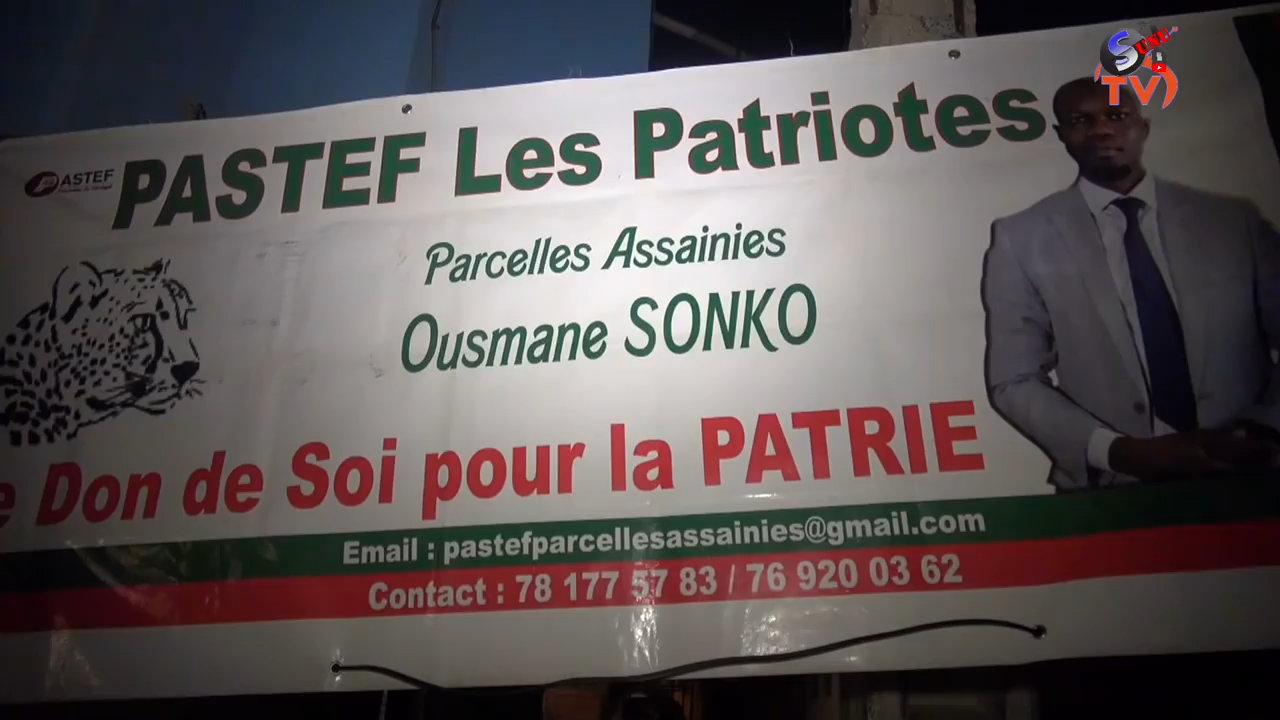 SUNU
TV
PASTEF Les Patriotes
PASTEF
Parcelles Assainies
Ousmane SONKO
e Don de Soi pour la PATRIE
Email : pastefparcellesassainies@gmail.com
Contact : 78 177 57 83 / 76 920 03 62